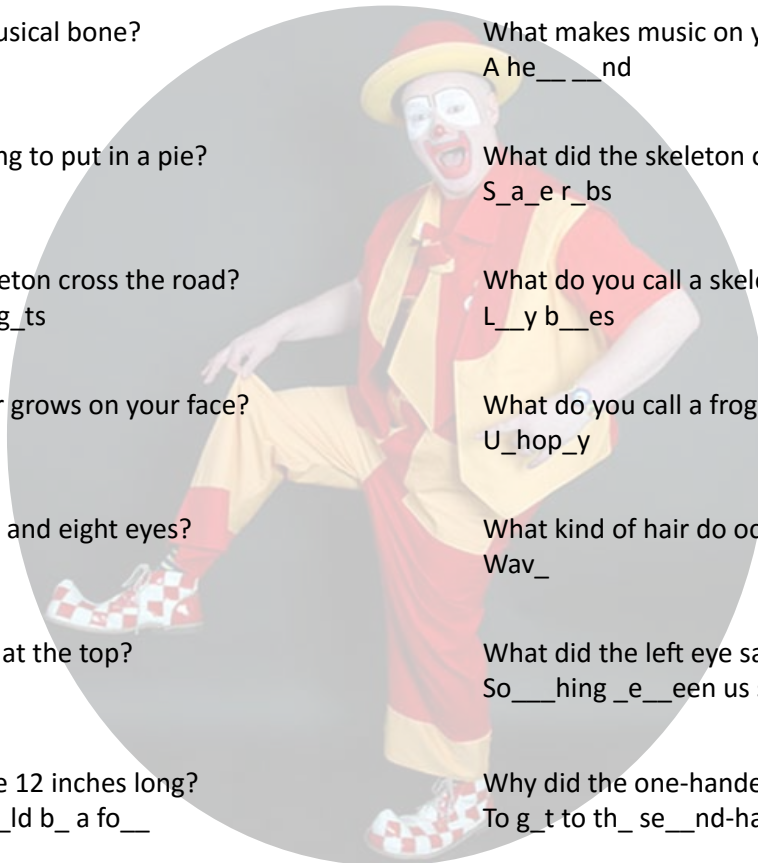 usical bone?
ng to put in a pie?
eton cross the road?
g_ts
r grows on your face?
and eight eyes?
at the top?
e 12 inches long?
_ld b_ a fo__
What makes music on y
A he__ __nd
What did the skeleton o
S_a_e r_bs
What do you call a skele
L__y b__es
What do you call a frog
U_hop_y
What kind of hair do oc
Wav_
What did the left eye sa
So___hing _e__een us s
Why did the one-hande
To g_t to th_ se__nd-ha